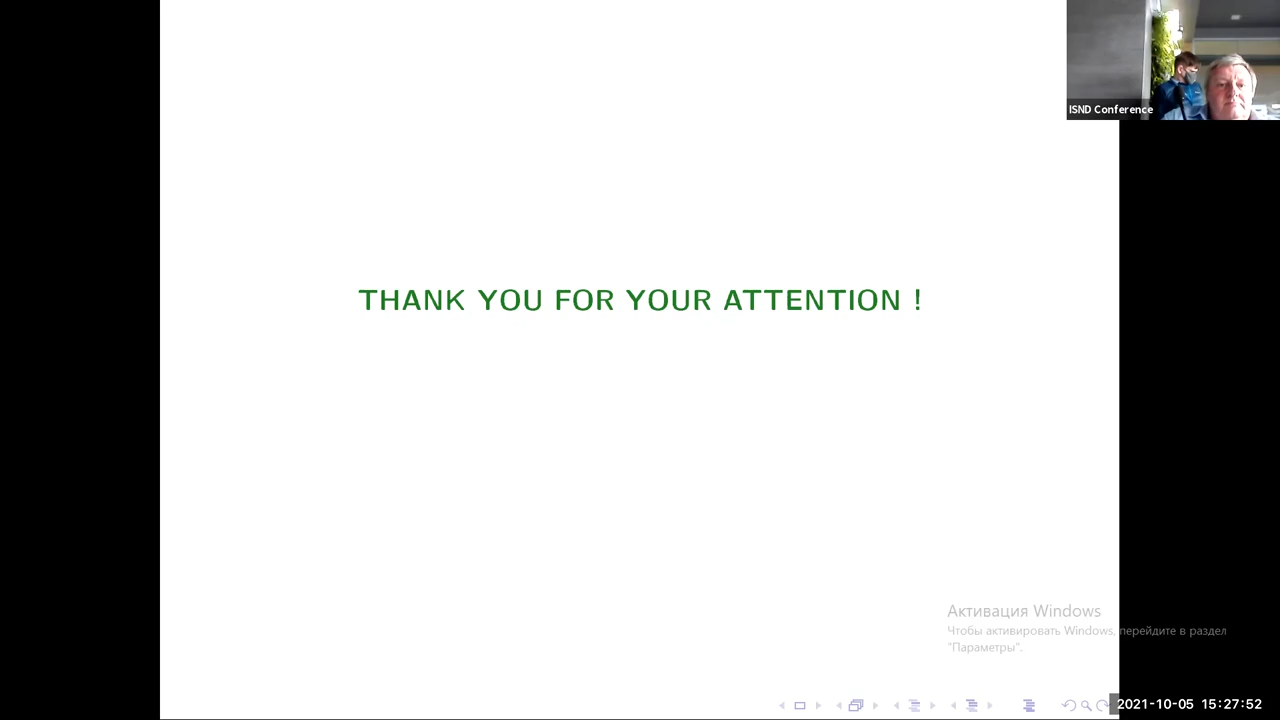 ISND Conference
THANK YOU FOR YOUR ATTENTION !
Активация Windows
Чтобы активировать Windows, перейдите в раздел
"Параметры".
2021-10-05 15:27:52